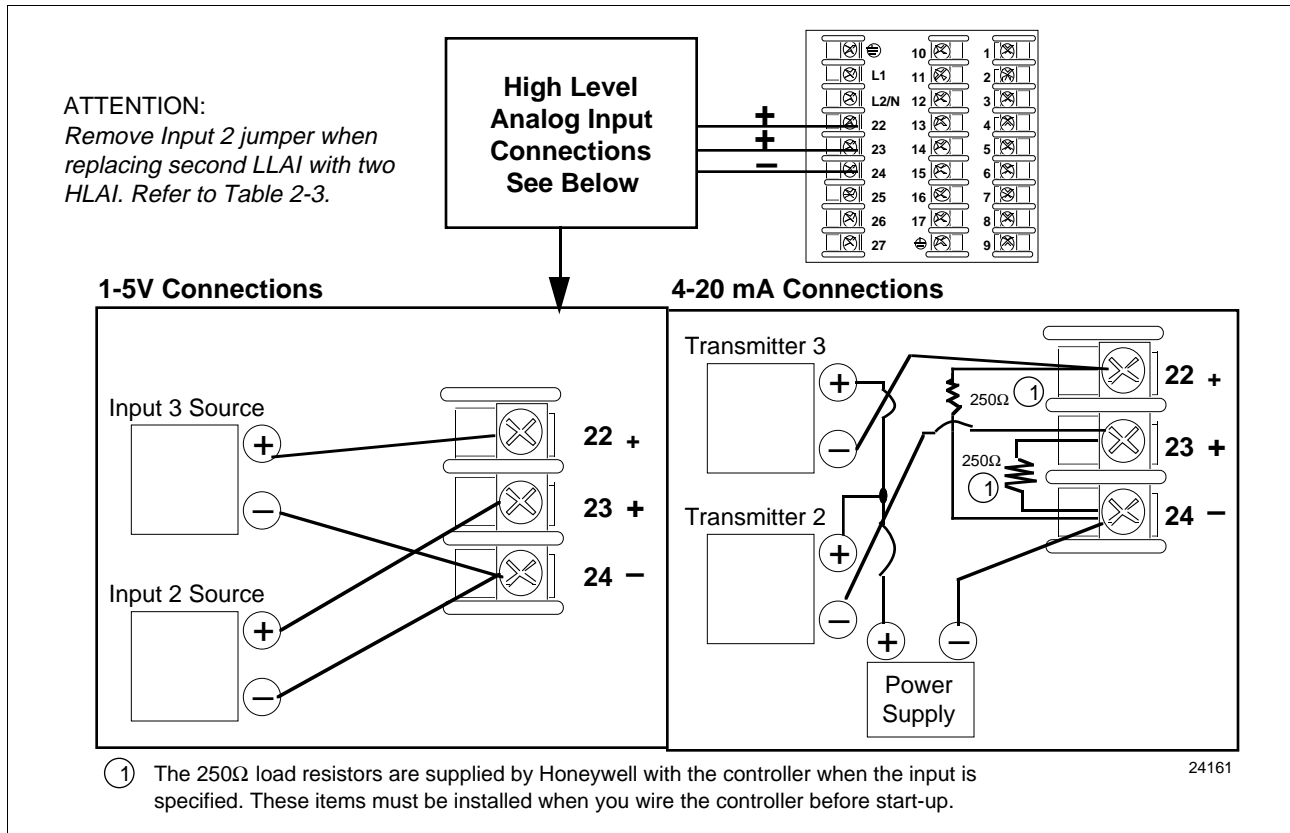 ATTENTION:
Remove Input 2 jumper when
replacing second LLAI with two
HLAI. Refer to Table 2-3.
High Level
Analog Input
Connections
See Below
+
+
–
10 1
L1 11 2
L2/N 12 3
22 13 4
23 14 5
24 15 6
25 16 7
26 17 8
27 9
1-5V Connections
Input 3 Source
+
–
Input 2 Source
+
–
22 +
23 +
24 –
4-20 mA Connections
Transmitter 3
+
–
Transmitter 2
+
–
250Ω 1
250Ω
1
22 +
23 +
24 –
+ –
Power
Supply
1 The 250Ω load resistors are supplied by Honeywell with the controller when the input is
specified. These items must be installed when you wire the controller before start-up.
24161